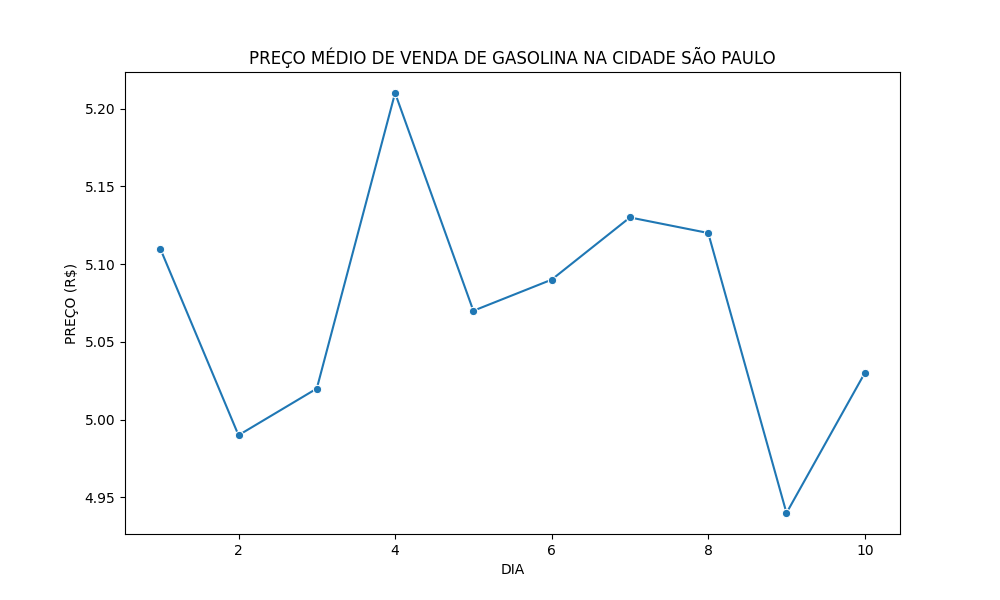 PREÇO MÉDIO DE VENDA DE GASOLINA NA CIDADE SÃO PAULO
PREÇO (R$)
5.20
5.15
5.10
5.05
5.00
4.95
2 4 6 8 10
DIA